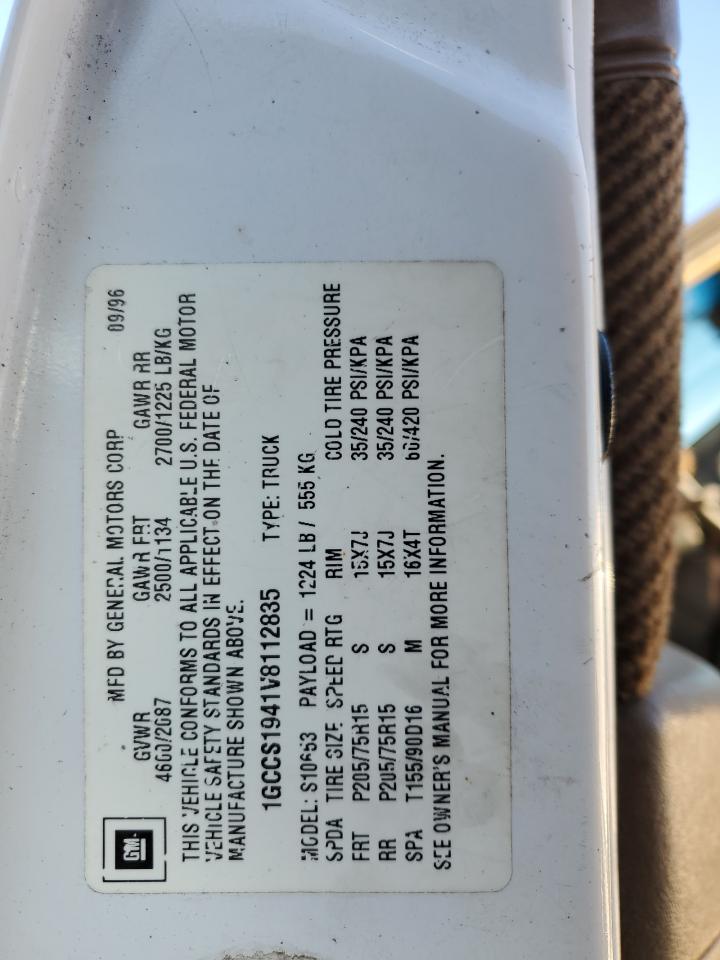 GM
MFD BY GENERAL MOTORS CORP 09/96
GVWR GAWR FRT GAWR RR
4600/2087 2500/1134 2700/1225 LB/KG
THIS VEHICLE CONFORMS TO ALL APPLICABLE U.S. FEDERAL MOTOR
VEHICLE SAFETY STANDARDS IN EFFECT ON THE DATE OF
MANUFACTURE SHOWN ABOVE.
1GCCS1941V8112835 TYPE: TRUCK
MODEL: S10653 PAYLOAD = 1224 LB / 555 KG
SPDA TIRE SIZE SPEED RTG RIM COLD TIRE PRESSURE
FRT P205/75R15 S 15X7J 35/240 PSI/KPA
RR P205/75R15 S 15X7J 35/240 PSI/KPA
SPA T155/90D16 M 16X4T 60/420 PSI/KPA
SEE OWNER'S MANUAL FOR MORE INFORMATION.